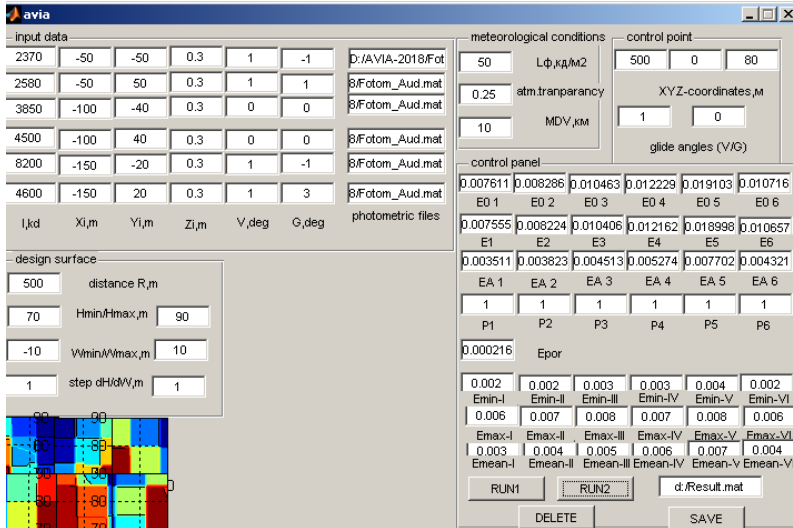 avia
input data
2370 -50 -50 0.3 1 -1 D:/AVIA-2018/Fot
2580 -50 50 0.3 1 1 8/Fotom_Aud.mat
3850 -100 -40 0.3 0 0 8/Fotom_Aud.mat
4500 -100 40 0.3 0 0 8/Fotom_Aud.mat
8200 -150 -20 0.3 1 -1 8/Fotom_Aud.mat
4600 -150 20 0.3 1 3 8/Fotom_Aud.mat
I,kd Xi,m Yi,m Zi,m V,deg G,deg photometric files
design surface
500 distance R,m
70 Hmin/Hmax,m 90
-10 Wmin/Wmax,m 10
1 step dH/dW,m 1
meteorological conditions
50 Lф,кд/м2
0.25 atm.tranparancy
10 MDV,км
control point
500 0 80
XYZ-coordinates,м
1 0
glide angles (V/G)
control panel
0.007611 0.008286 0.010463 0.012229 0.019103 0.010716
E0 1 E0 2 E0 3 E0 4 E0 5 E0 6
0.007555 0.008224 0.010406 0.012162 0.018998 0.010657
E1 E2 E3 E4 E5 E6
0.003511 0.003823 0.004513 0.005274 0.007702 0.004321
EA 1 EA 2 EA 3 EA 4 EA 5 EA 6
1 1 1 1 1 1
P1 P2 P3 P4 P5 P6
0.000216 Epor
0.002 0.002 0.003 0.003 0.004 0.002
Emin-I Emin-II Emin-III Emin-IV Emin-V Emin-VI
0.006 0.007 0.008 0.007 0.008 0.006
Emax-I Emax-II Emax-III Emax-IV Emax-V Emax-VI
0.003 0.004 0.005 0.006 0.007 0.004
Emean-I Emean-II Emean-III Emean-IV Emean-V Emean-VI
RUN1 RUN2 d:/Result.mat
DELETE SAVE
90 90
80
80 80
70 70